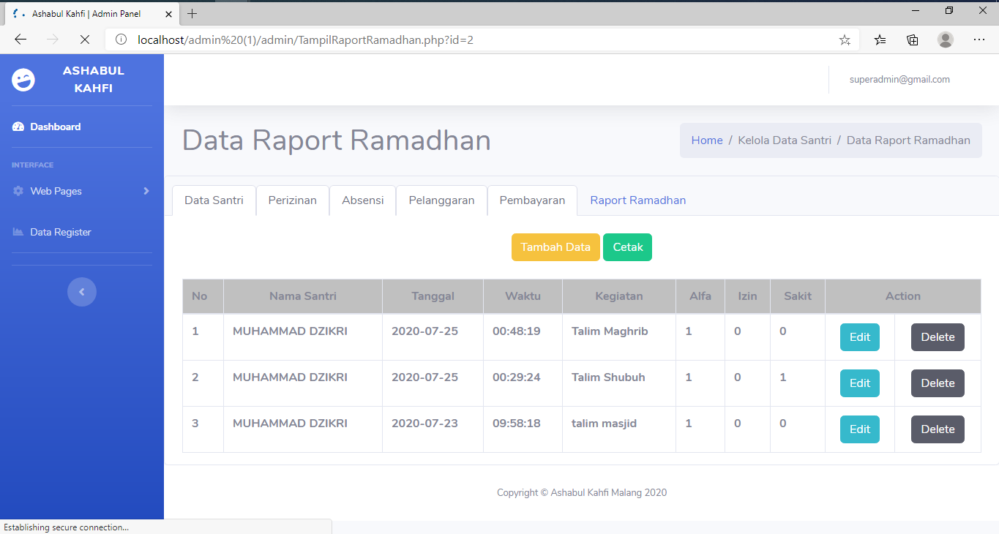 Ashabul Kahfi | Admin Panel
localhost/admin%20(1)/admin/TampilRaportRamadhan.php?id=2
ASHABUL
KAHFI
superadmin@gmail.com
Dashboard
INTERFACE
Web Pages
Data Register
Data Raport Ramadhan
Home / Kelola Data Santri / Data Raport Ramadhan
Data Santri Perizinan Absensi Pelanggaran Pembayaran Raport Ramadhan
Tambah Data Cetak
No Nama Santri Tanggal Waktu Kegiatan Alfa Izin Sakit Action
1 MUHAMMAD DZIKRI 2020-07-25 00:48:19 Talim Maghrib 1 0 0 Edit Delete
2 MUHAMMAD DZIKRI 2020-07-25 00:29:24 Talim Shubuh 1 0 1 Edit Delete
3 MUHAMMAD DZIKRI 2020-07-23 09:58:18 talim masjid 1 0 0 Edit Delete
Copyright © Ashabul Kahfi Malang 2020
Establishing secure connection...